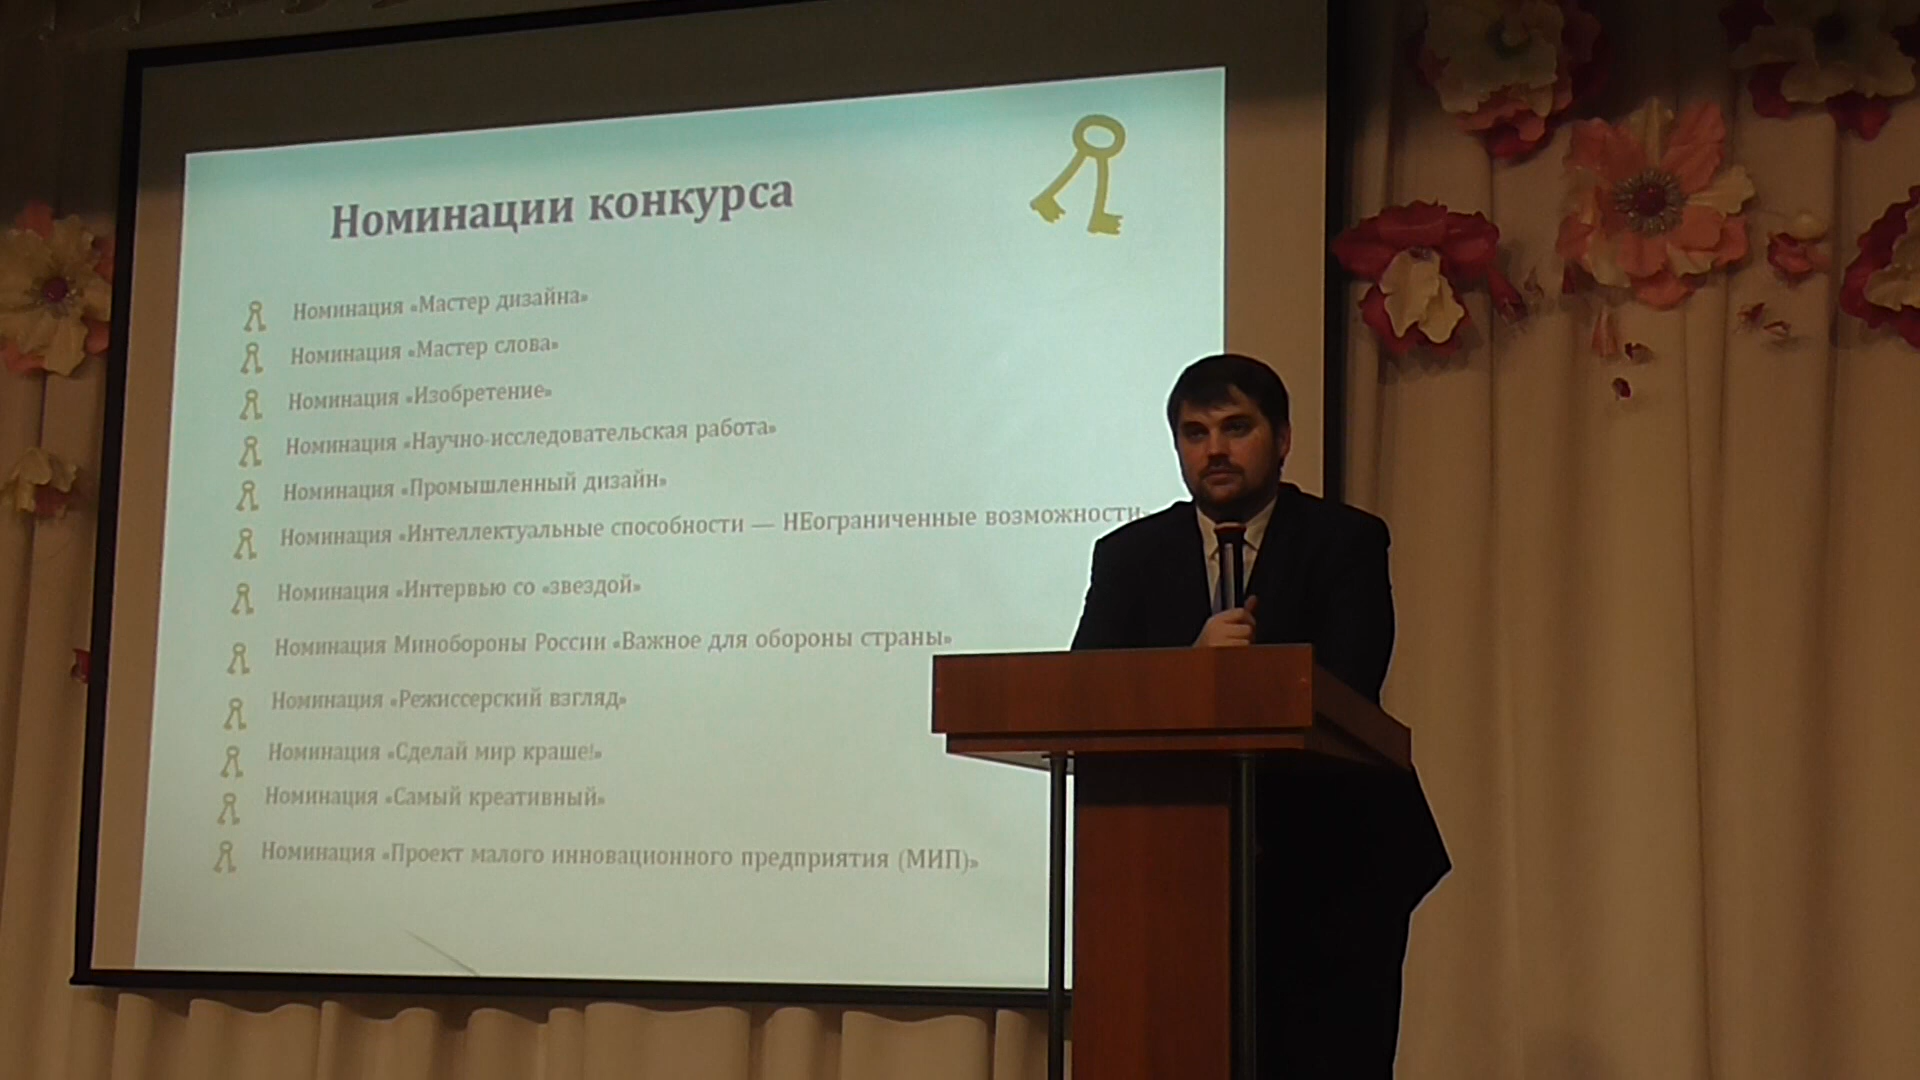 Номинации конкурса
Номинация «Мастер дизайна»
Номинация «Мастер слова»
Номинация «Изобретение»
Номинация «Научно-исследовательская работа»
Номинация «Промышленный дизайн»
Номинация «Интеллектуальные способности — НЕограниченные возможности»
Номинация «Интервью со «звездой»
Номинация Минобороны России «Важное для обороны страны»
Номинация «Режиссерский взгляд»
Номинация «Сделай мир краше!»
Номинация «Самый креативный»
Номинация «Проект малого инновационного предприятия (МИП)»